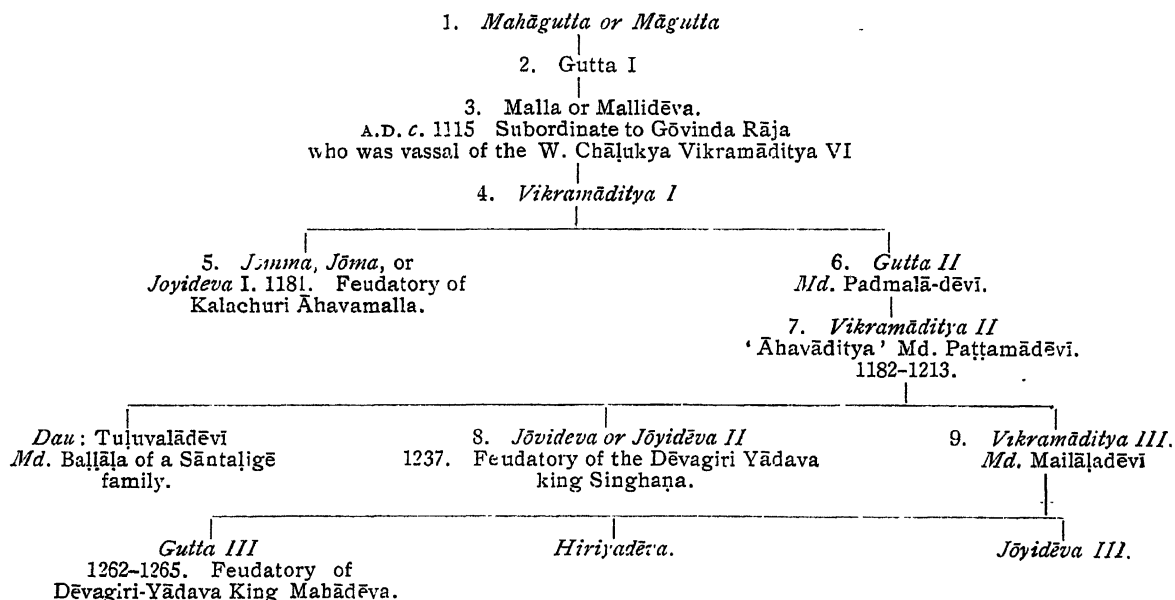 1. Mahāgutta or Māgutta
2. Gutta I
3. Malla or Mallidēva.
A.D. c. 1115 Subordinate to Gōvinda Rāja
who was vassal of the W. Chāḷukya Vikramāditya VI
4. Vikramāditya I
5. Jōmma, Jōma, or
Joyideva I. 1181. Feudatory of
Kalachuri Āhavamalla.
6. Gutta II
Md. Padmalā-dēvī.
7. Vikramāditya II
‘Āhavāditya’ Md. Paṭṭamādēvī.
1182–1213.
Dau: Tuḷuvalādēvī
Md. Baḷḷāḷa of a Sāntaḷigē
family.
8. Jōvideva or Jōyidēva II
1237. Feudatory of the Dēvagiri Yādava
king Singhaṇa.
9. Vikramāditya III.
Md. Mailāḷadēvī
Gutta III
1262–1265. Feudatory of
Dēvagiri-Yādava King Mahādēva.
Hiriyadēva.
Jōyidēva III.